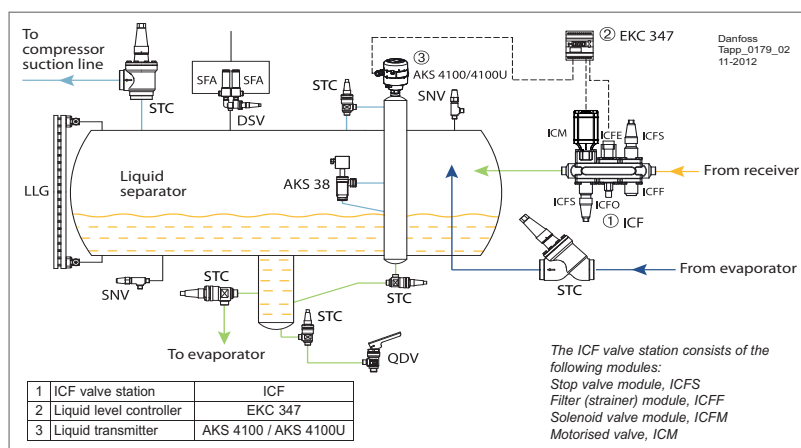 To
compressor
suction line
STC
SFA
SFA
DSV
STC
③
AKS 4100/4100U
SNV
② EKC 347
Danfoss
Tapp_0179_02
11-2012
ICM
ICFE
ICFS
From receiver
ICFS
ICFO
ICFF
① ICF
LLG
Liquid
separator
AKS 38
From evaporator
STC
SNV
STC
STC
STC
To evaporator
QDV
The ICF valve station consists of the
following modules:
Stop valve module, ICFS
Filter (strainer) module, ICFF
Solenoid valve module, ICFM
Motorised valve, ICM
1 ICF valve station ICF
2 Liquid level controller EKC 347
3 Liquid transmitter AKS 4100 / AKS 4100U